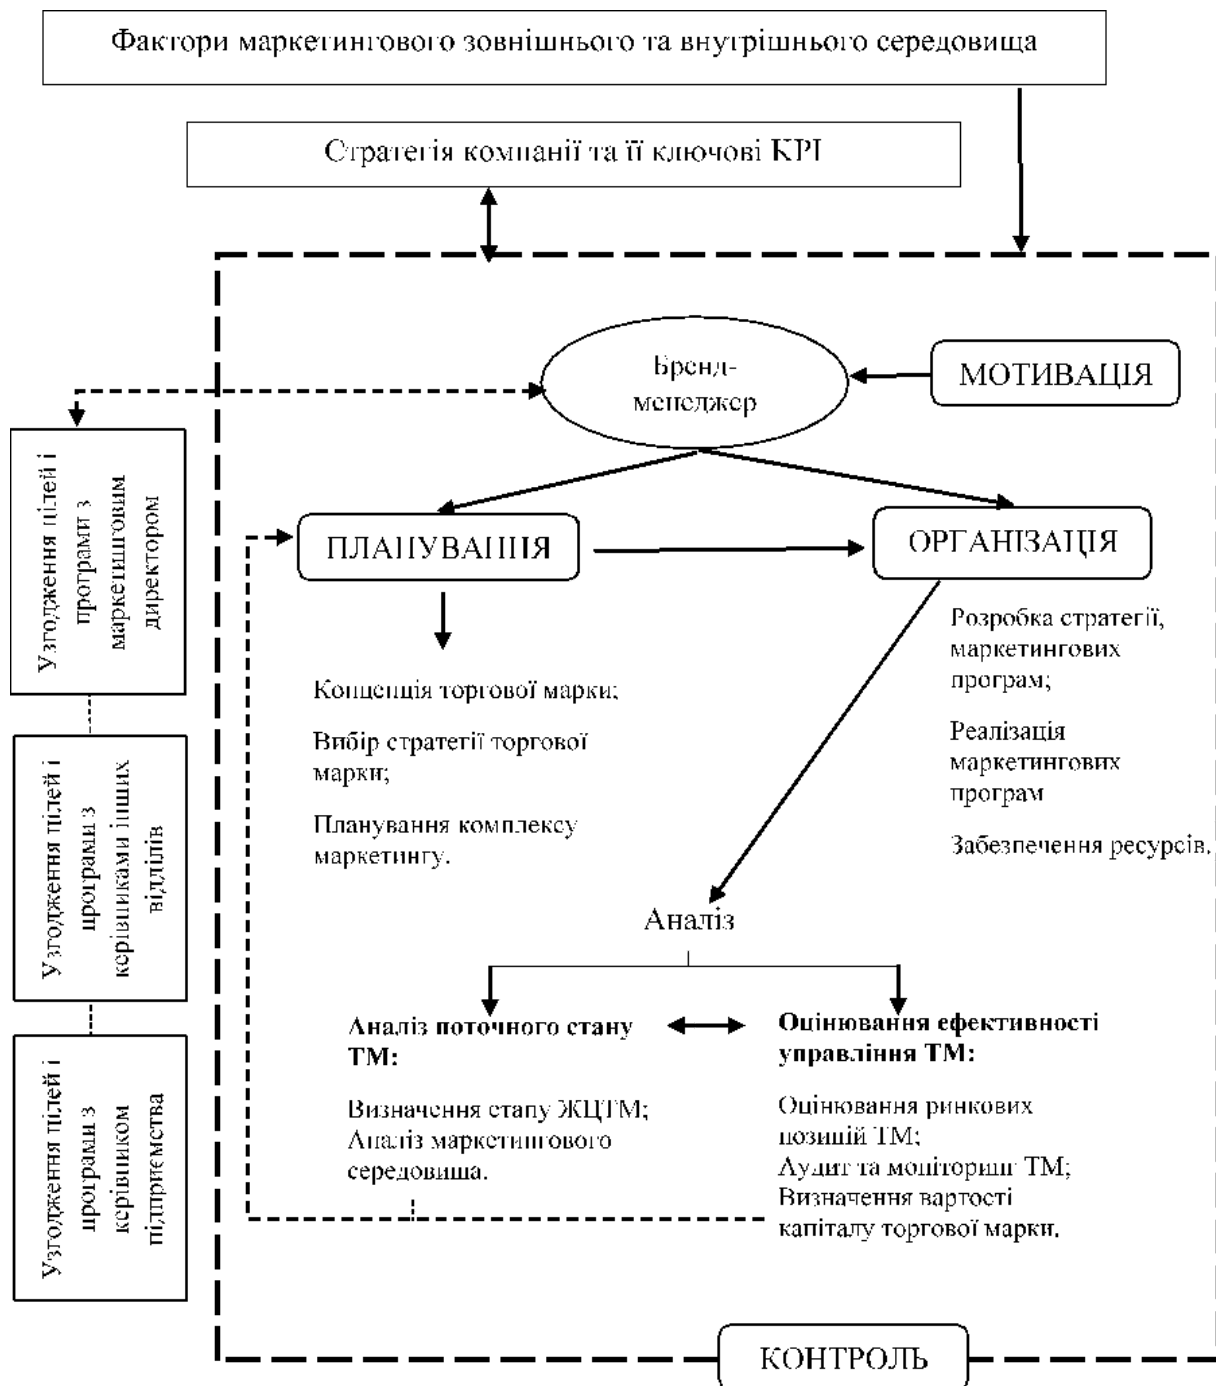 Фактори маркетингового зовнішнього та внутрішнього середовища
Стратегія компанії та її ключові KPI
Бренд-
менеджер
МОТИВАЦІЯ
Узгодження цілей і
програми з
маркетинговим
директором
ПЛАНУВАННЯ
ОРГАНІЗАЦІЯ
Концепція торгової марки;
Вибір стратегії торгової
марки;
Планування комплексу
маркетингу.
Розробка стратегії,
маркетингових
програм;
Реалізація
маркетингових
програм
Забезпечення ресурсів.
Узгодження цілей і
програми з
керівниками інших
відділів
Аналіз
Аналіз поточного стану
ТМ:
Визначення етапу ЖЦТМ;
Аналіз маркетингового
середовища.
Оцінювання ефективності
управління ТМ:
Оцінювання ринкових
позицій ТМ;
Аудит та моніторинг ТМ;
Визначення вартості
капіталу торгової марки.
Узгодження цілей і
програми з
керівником
підприємства
КОНТРОЛЬ